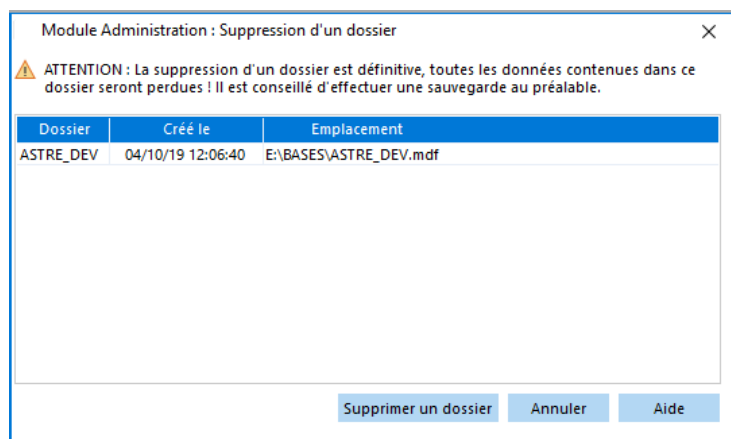 Module Administration : Suppression d'un dossier
ATTENTION : La suppression d'un dossier est définitive, toutes les données contenues dans ce
dossier seront perdues ! Il est conseillé d'effectuer une sauvegarde au préalable.
Dossier Créé le Emplacement
ASTRE_DEV 04/10/19 12:06:40 E:\BASES\ASTRE_DEV.mdf
Supprimer un dossier Annuler Aide